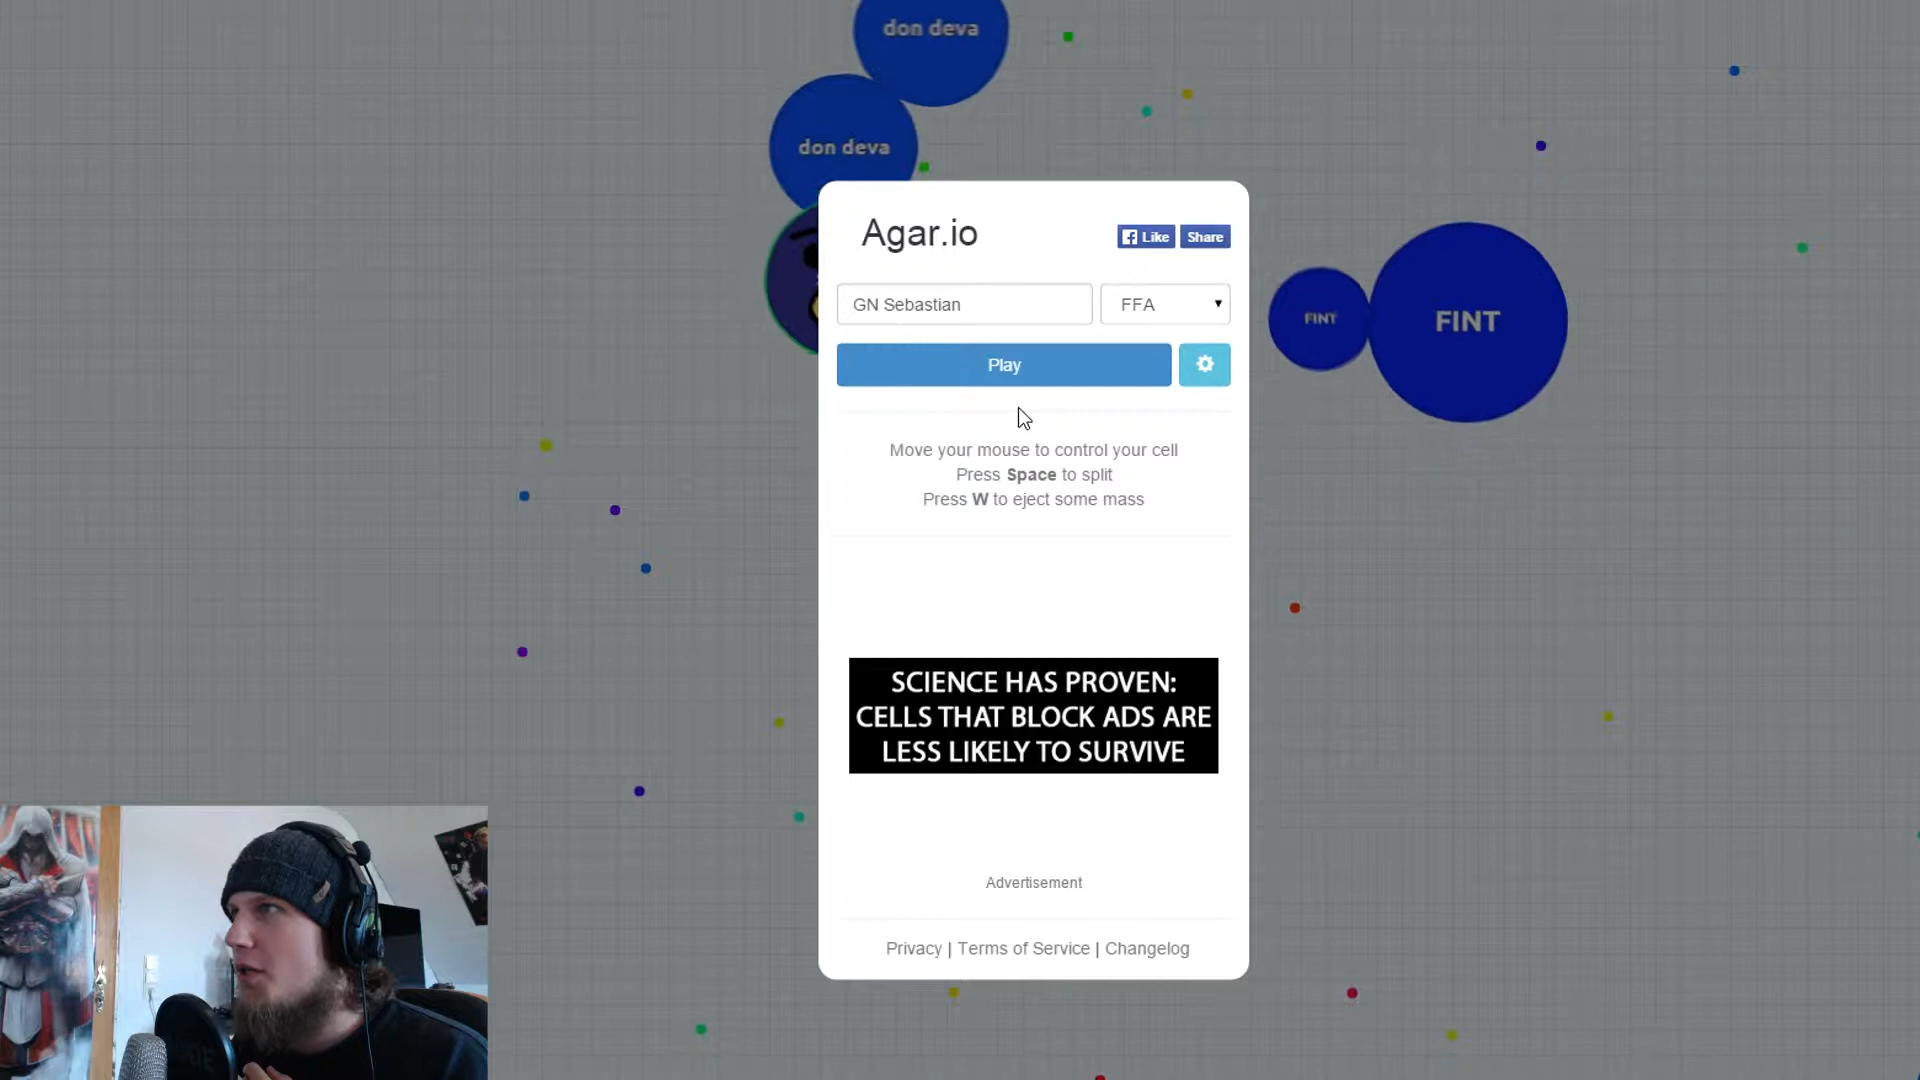 don deva
don deva
Agar.io
Like
Share
GN Sebastian
FFA
Play
FINT
FINT
Move your mouse to control your cell
Press Space to split
Press W to eject some mass
SCIENCE HAS PROVEN:
CELLS THAT BLOCK ADS ARE
LESS LIKELY TO SURVIVE
Advertisement
Privacy | Terms of Service | Changelog